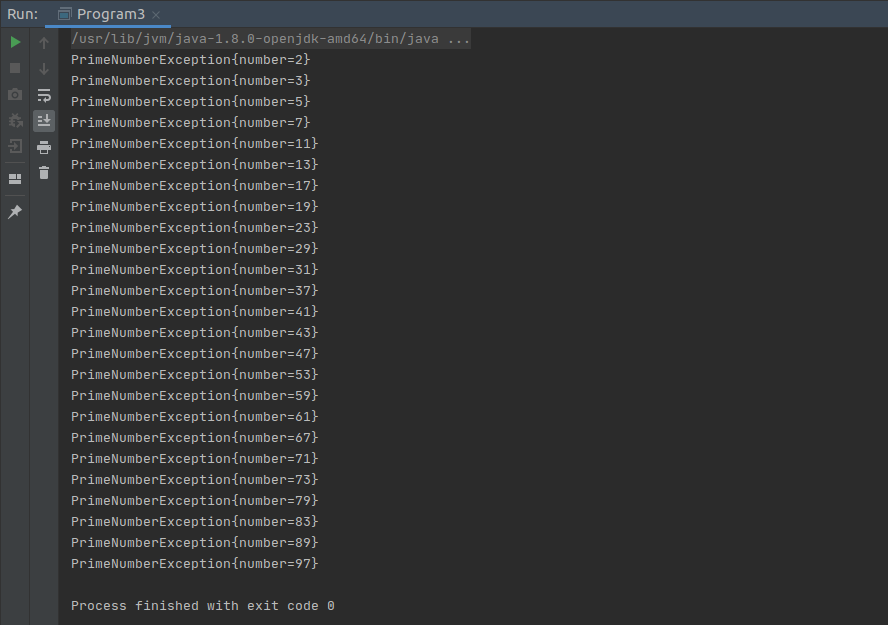 Run: Program3
/usr/lib/jvm/java-1.8.0-openjdk-amd64/bin/java ...
PrimeNumberException{number=2}
PrimeNumberException{number=3}
PrimeNumberException{number=5}
PrimeNumberException{number=7}
PrimeNumberException{number=11}
PrimeNumberException{number=13}
PrimeNumberException{number=17}
PrimeNumberException{number=19}
PrimeNumberException{number=23}
PrimeNumberException{number=29}
PrimeNumberException{number=31}
PrimeNumberException{number=37}
PrimeNumberException{number=41}
PrimeNumberException{number=43}
PrimeNumberException{number=47}
PrimeNumberException{number=53}
PrimeNumberException{number=59}
PrimeNumberException{number=61}
PrimeNumberException{number=67}
PrimeNumberException{number=71}
PrimeNumberException{number=73}
PrimeNumberException{number=79}
PrimeNumberException{number=83}
PrimeNumberException{number=89}
PrimeNumberException{number=97}
Process finished with exit code 0